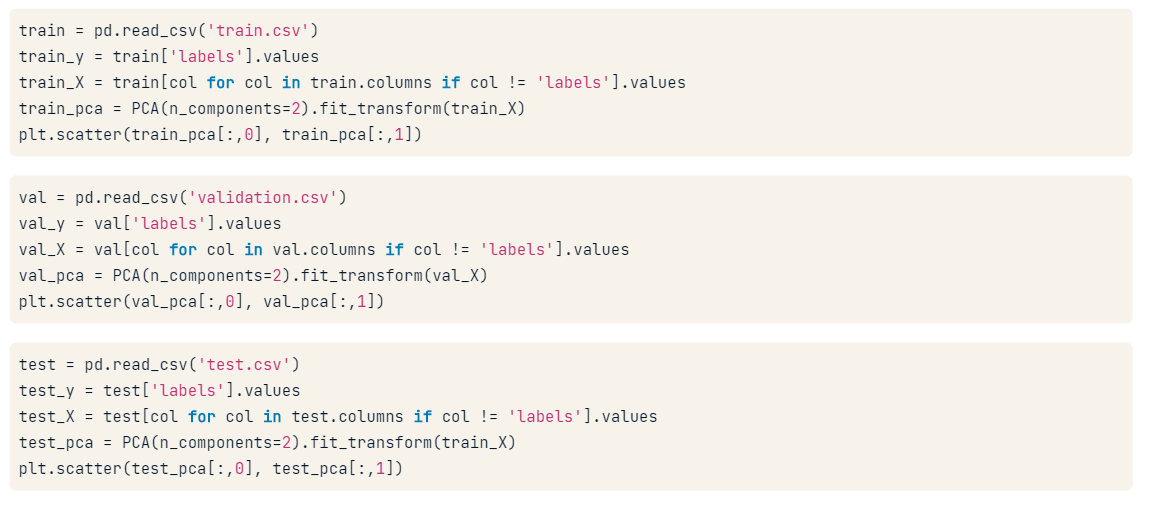 train = pd.read_csv('train.csv')
train_y = train['labels'].values
train_X = train[col for col in train.columns if col != 'labels'].values
train_pca = PCA(n_components=2).fit_transform(train_X)
plt.scatter(train_pca[:,0], train_pca[:,1])
val = pd.read_csv('validation.csv')
val_y = val['labels'].values
val_X = val[col for col in val.columns if col != 'labels'].values
val_pca = PCA(n_components=2).fit_transform(val_X)
plt.scatter(val_pca[:,0], val_pca[:,1])
test = pd.read_csv('test.csv')
test_y = test['labels'].values
test_X = test[col for col in test.columns if col != 'labels'].values
test_pca = PCA(n_components=2).fit_transform(train_X)
plt.scatter(test_pca[:,0], test_pca[:,1])